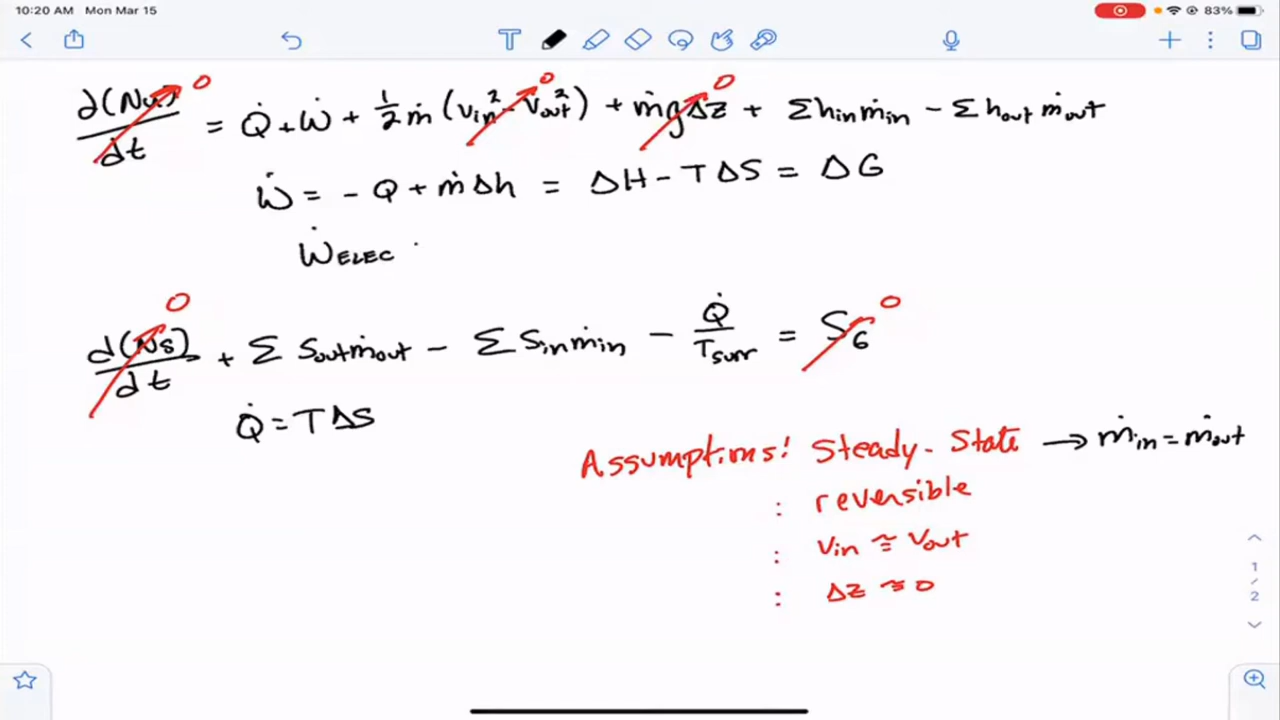 10:20 AM Mon Mar 15
83%
d(Nu)/dt = Q̇ + Ẇ + 1/2 ṁ (Vin² - Vout²) + ṁgΔz + Σhinṁin - Σhoutṁout
0 0 0
Ẇ = - Q + ṁΔh = ΔH - TΔS = ΔG
ẆELEC
d(Ns)/dt + Σ Soutṁout - Σ Sinṁin - Q̇/Tsurr = SG
0 0
Q̇ = TΔS
Assumptions: Steady-State → ṁin = ṁout
: reversible
: Vin ≅ Vout
: ΔZ ≈ 0
1
/
2